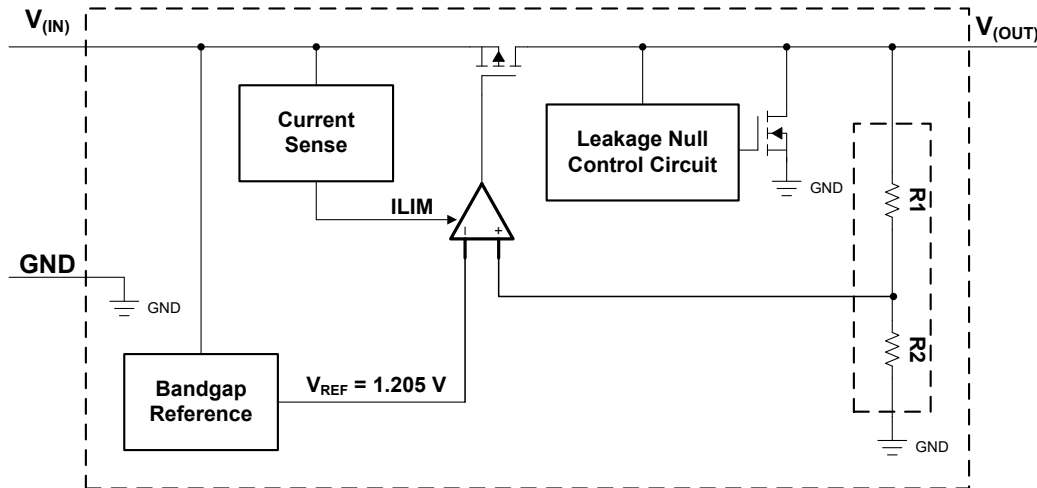 V(IN)
V(OUT)
Current
Sense
Leakage Null
Control Circuit
GND
R1
ILIM
– +
GND
GND
R2
Bandgap
Reference
VREF = 1.205 V
GND